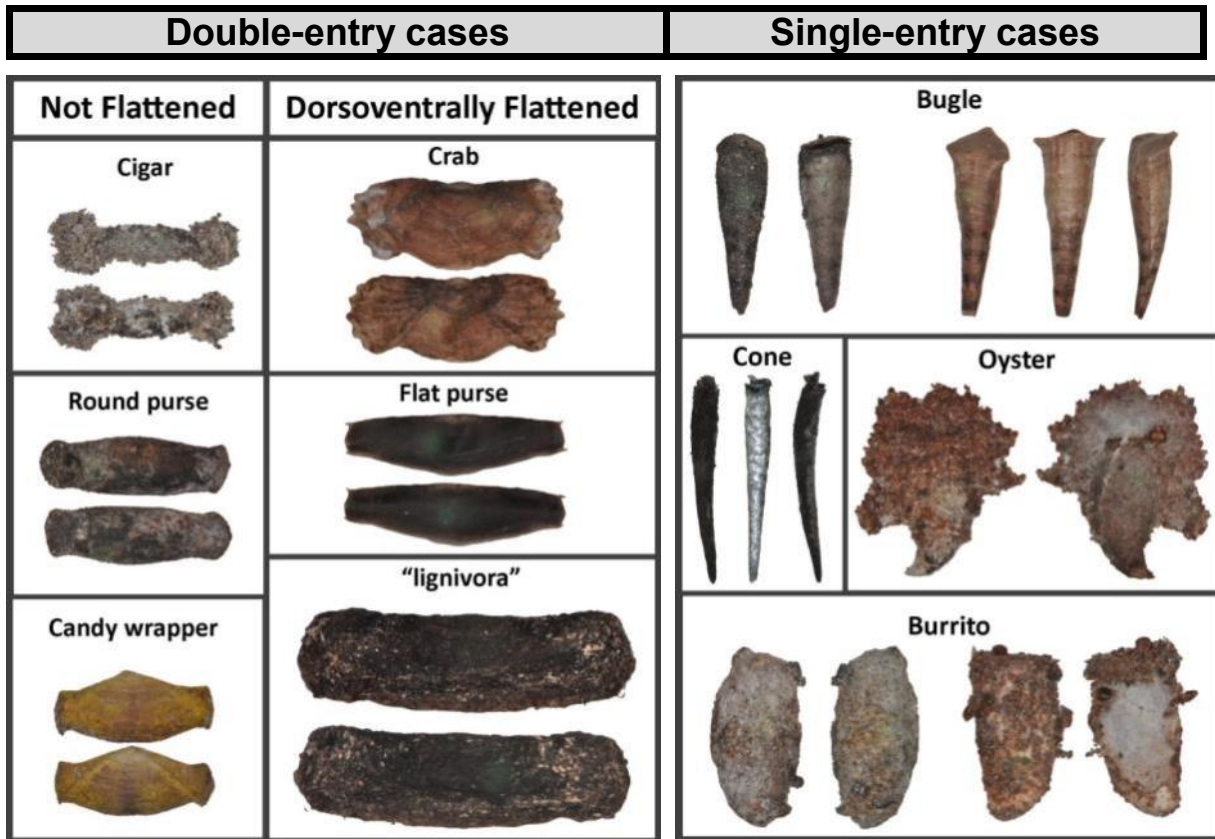 Double-entry cases
Single-entry cases
Not Flattened
Dorsoventrally Flattened
Cigar
Crab
Round purse
Flat purse
Candy wrapper
“lignivora”
Bugle
Cone
Oyster
Burrito